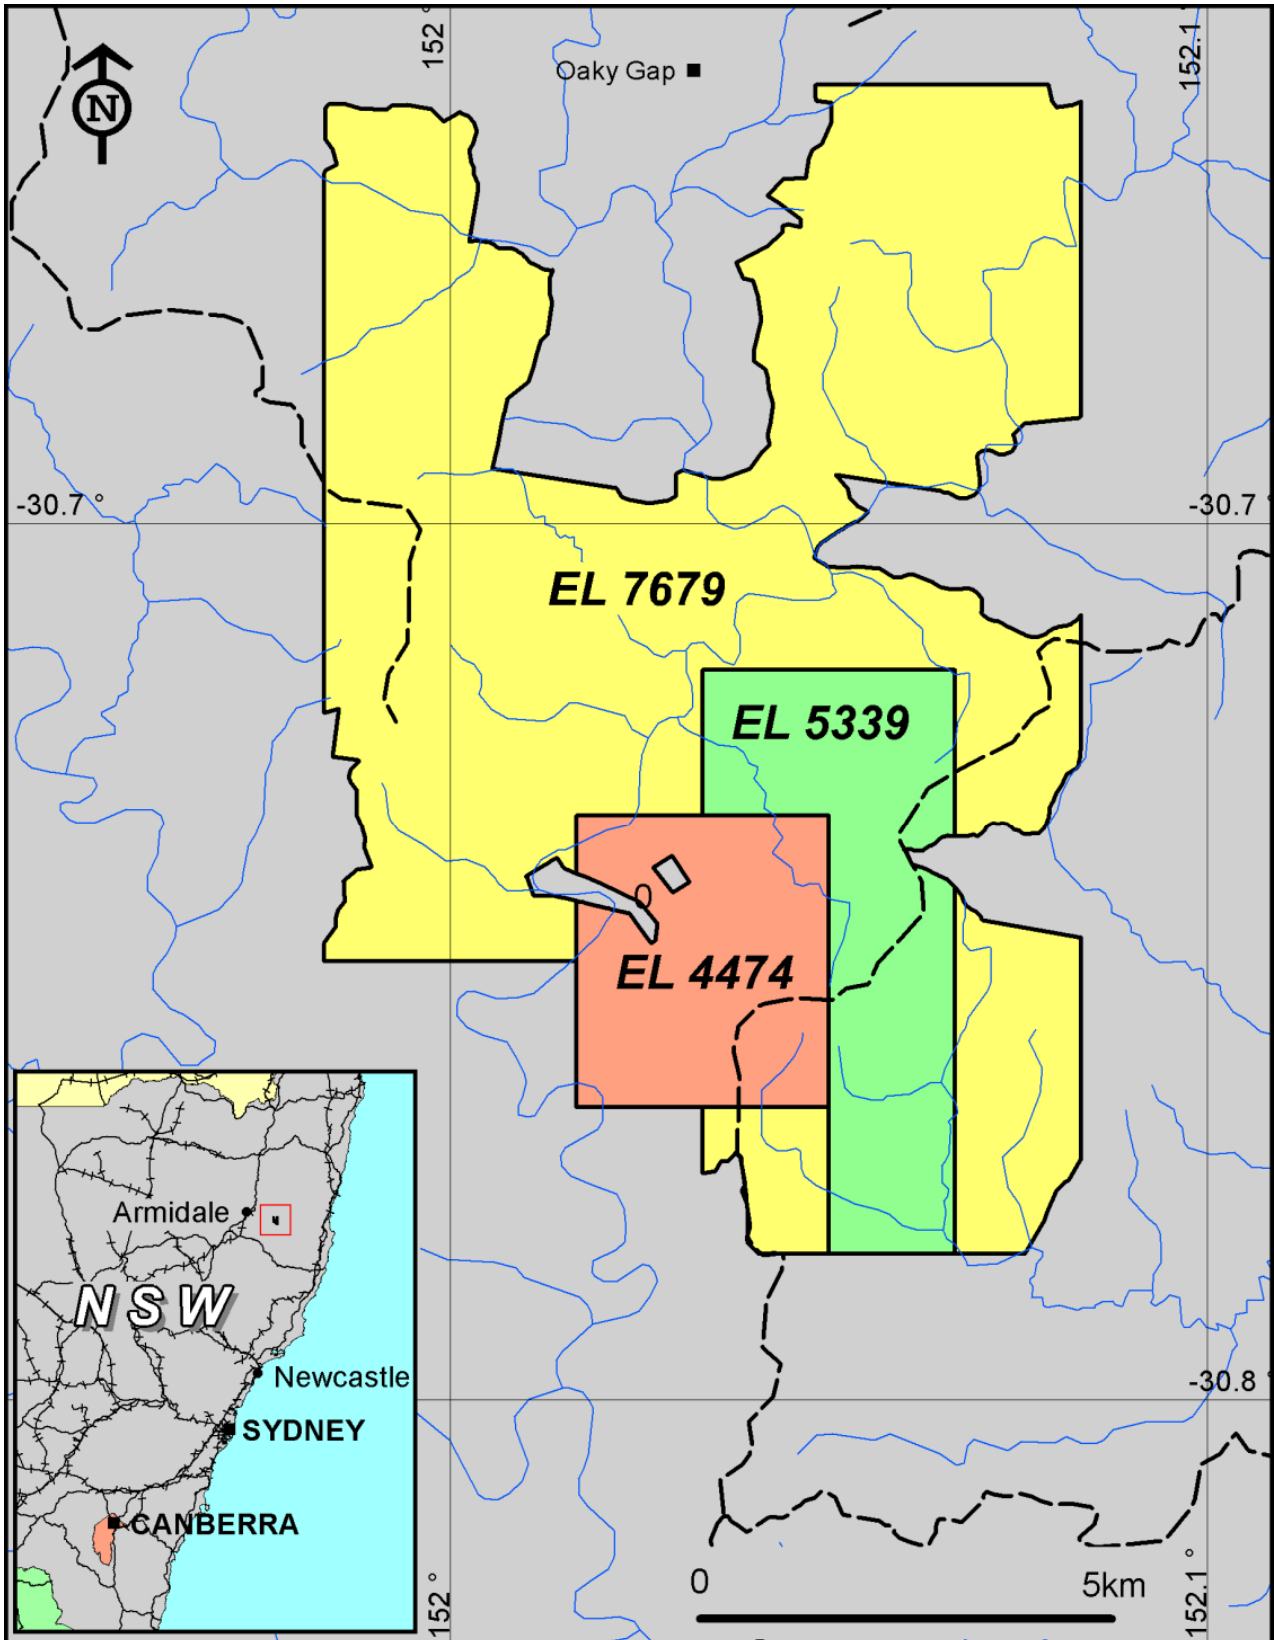 152 °
152.1 °
Oaky Gap
N
-30.7 °
-30.7 °
EL 7679
EL 5339
EL 4474
Armidale
NSW
Newcastle
SYDNEY
CANBERRA
-30.8 °
0
5km
152 °
152.1 °